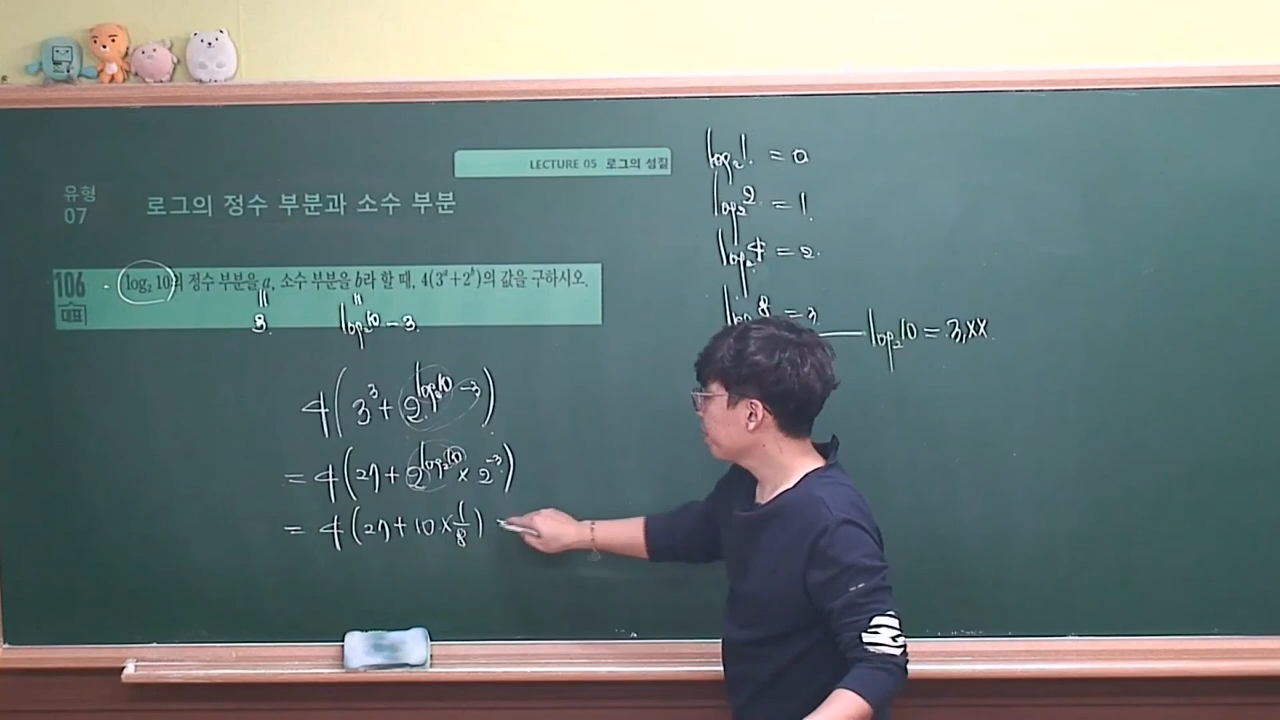 LECTURE 05 로그의 성질
유형
07
로그의 정수 부분과 소수 부분
106
대표
log₂ 10의 정수 부분을 a, 소수 부분을 b라 할 때, 4(3ᵃ+2ᵇ)의 값을 구하시오.
||
3.
||
log₂10 - 3.
4(3³ + 2^(log₂10 - 3))
= 4(27 + 2^(log₂10) × 2⁻³)
= 4(27 + 10 × 1/8)
log₂1 = 0
log₂2 = 1
log₂4 = 2
log₂8 = 3
log₂10 = 3.××